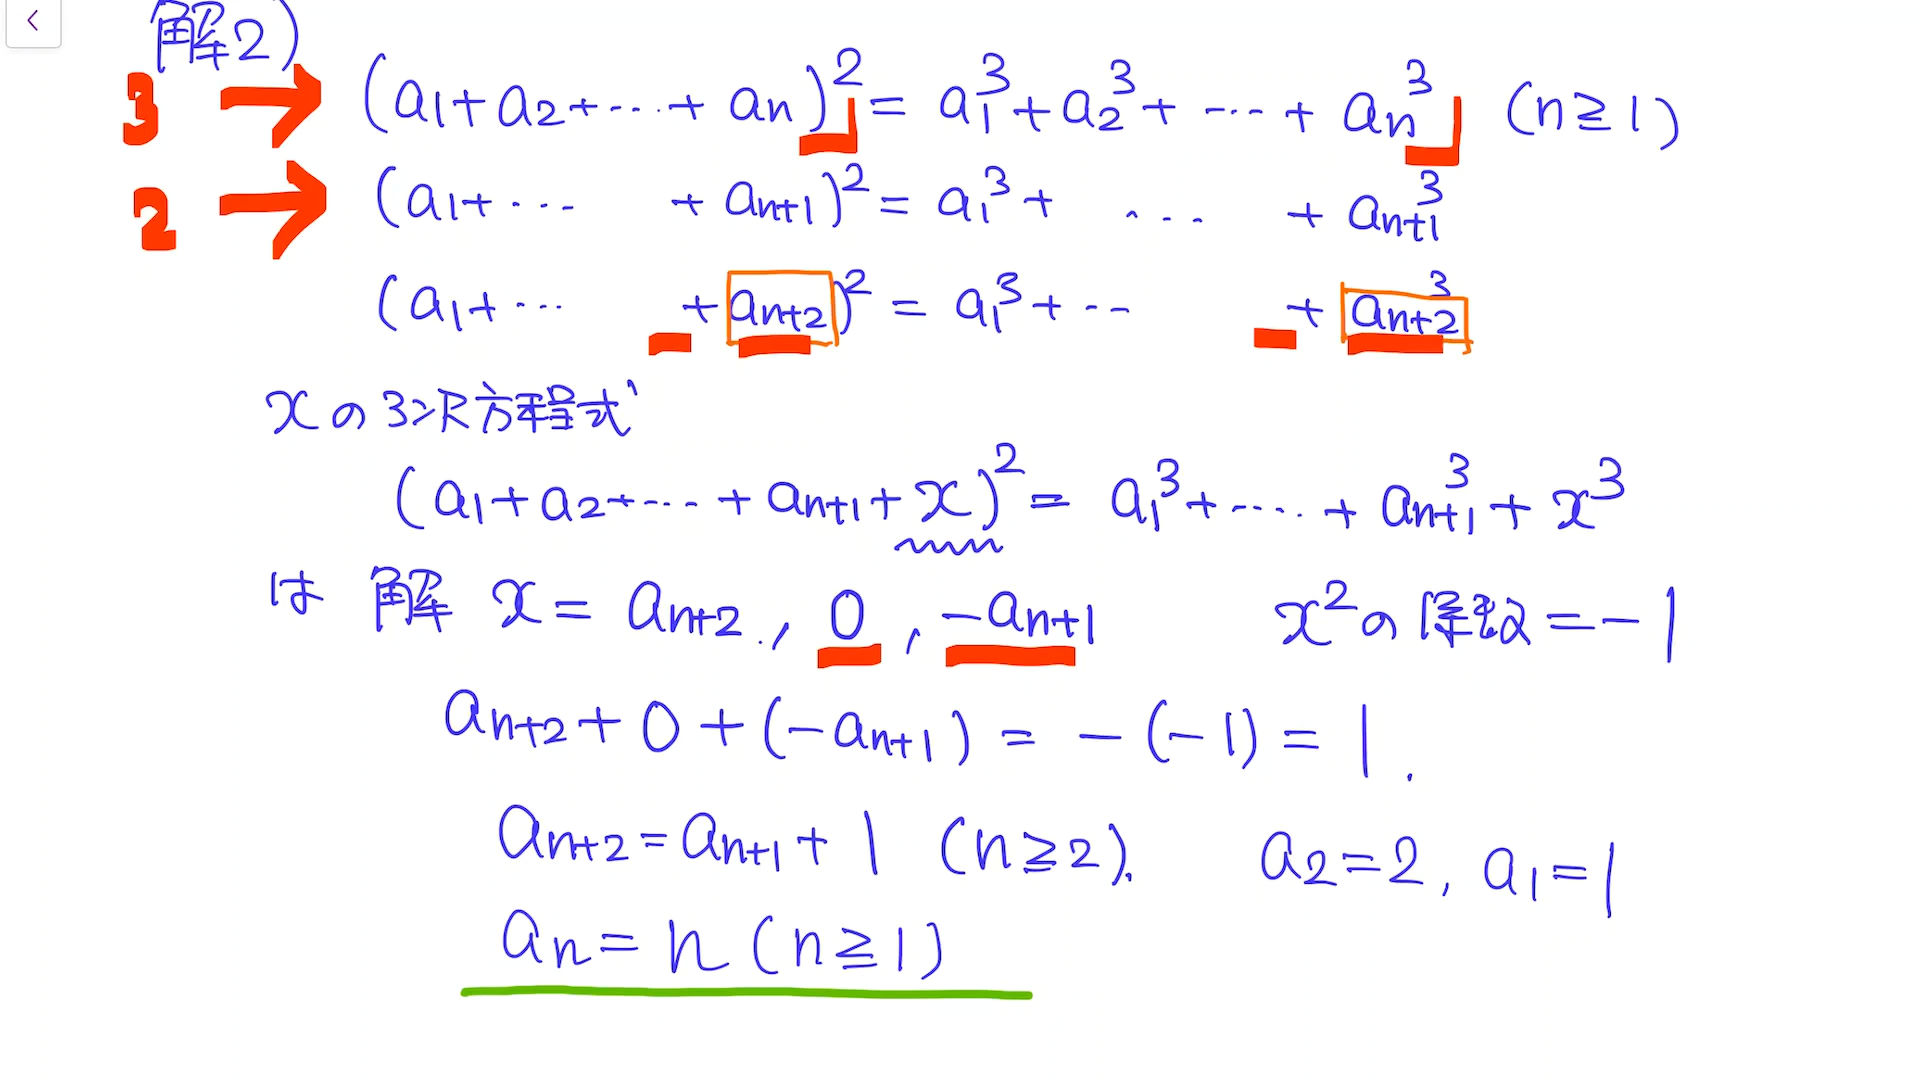 解2)
3 → (a₁+a₂+⋯+aₙ)² = a₁³+a₂³+⋯+aₙ³ (n≧1)
2 → (a₁+⋯+aₙ₊₁)² = a₁³+⋯+aₙ₊₁³
(a₁+⋯+aₙ₊₂)² = a₁³+⋯+aₙ₊₂³
xの3次方程式
(a₁+a₂+⋯+aₙ₊₁+x)² = a₁³+⋯+aₙ₊₁³+x³
は 解 x = aₙ₊₂, 0, -aₙ₊₁ x²の係数=-1
aₙ₊₂+0+(-aₙ₊₁) = -(-1) = 1.
aₙ₊₂=aₙ₊₁+1 (n≧2). a₂=2, a₁=1
aₙ=n (n≧1)